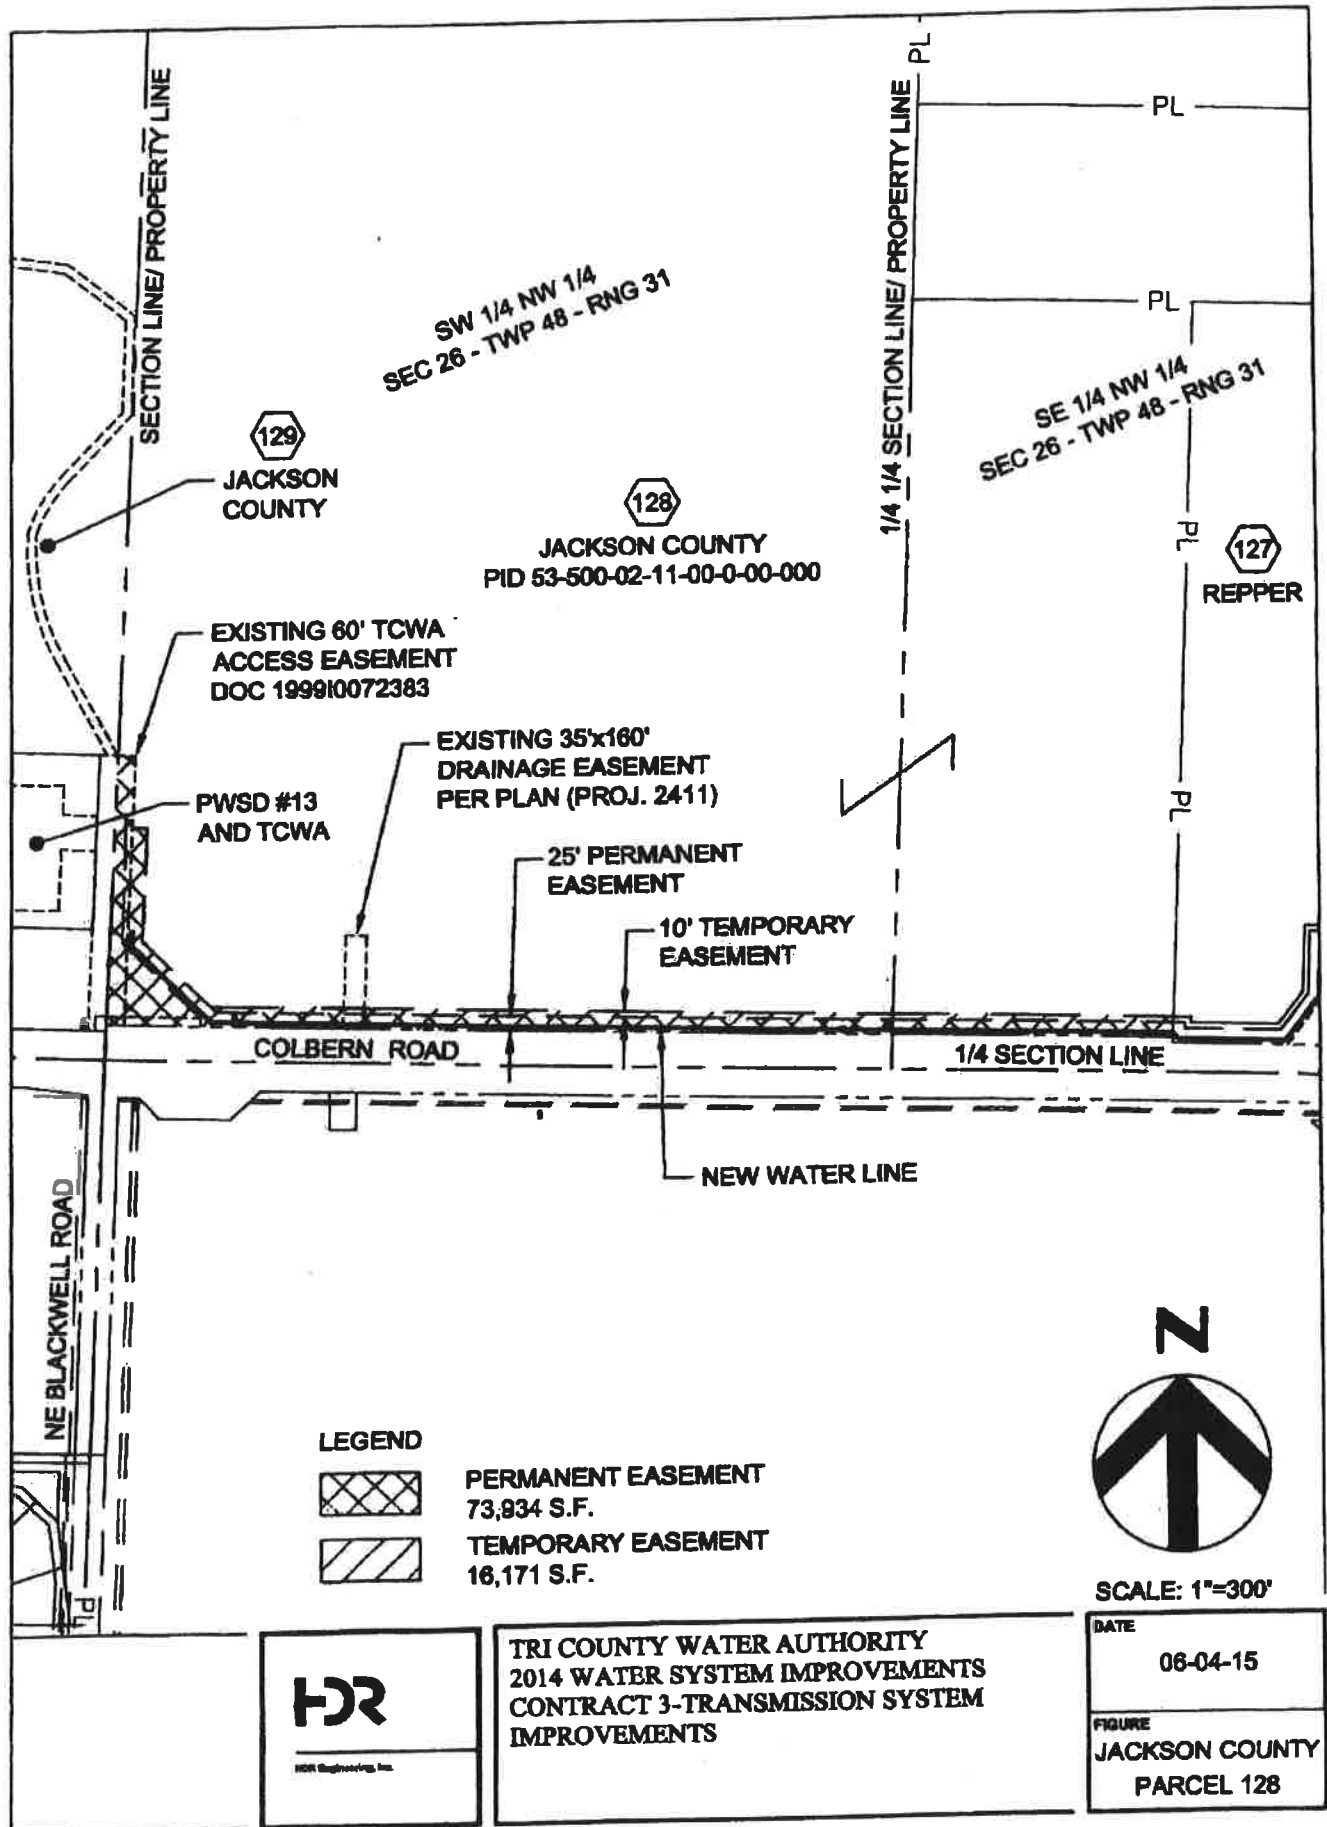 PL
SECTION LINE/ PROPERTY LINE
1/4 1/4 SECTION LINE/ PROPERTY LINE
PL
PL
SW 1/4 NW 1/4
SEC 26 - TWP 48 - RNG 31
SE 1/4 NW 1/4
SEC 26 - TWP 48 - RNG 31
129
JACKSON
COUNTY
128
JACKSON COUNTY
PID 53-500-02-11-00-0-00-000
PL
127
REPPER
EXISTING 60' TCWA
ACCESS EASEMENT
DOC 1999I0072383
EXISTING 35'x160'
DRAINAGE EASEMENT
PER PLAN (PROJ. 2411)
PL
PWSD #13
AND TCWA
25' PERMANENT
EASEMENT
10' TEMPORARY
EASEMENT
COLBERN ROAD
1/4 SECTION LINE
NEW WATER LINE
NE BLACKWELL ROAD
N
LEGEND
PERMANENT EASEMENT
73,934 S.F.
TEMPORARY EASEMENT
16,171 S.F.
SCALE: 1"=300'
PL
HDR
HDR Engineering, Inc.
TRI COUNTY WATER AUTHORITY
2014 WATER SYSTEM IMPROVEMENTS
CONTRACT 3-TRANSMISSION SYSTEM
IMPROVEMENTS
DATE
06-04-15
FIGURE
JACKSON COUNTY
PARCEL 128